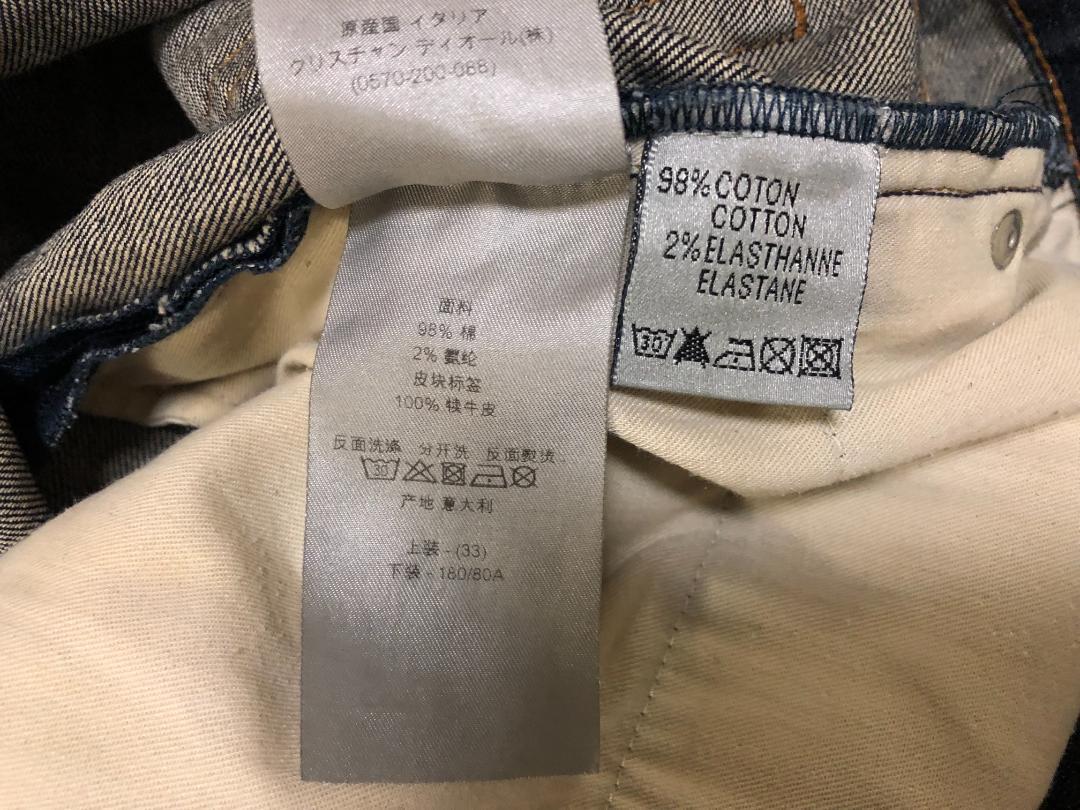 原産国 イタリア
クリスチャン ディオール(株)
(0570-200-088)
面料
98% 棉
2% 氨纶
皮块标签
100% 犊牛皮
反面洗涤 分开洗 反面熨烫
30
产地 意大利
上装 - (33)
下装 - 180/80A
98% COTON
COTTON
2% ELASTHANNE
ELASTANE
30